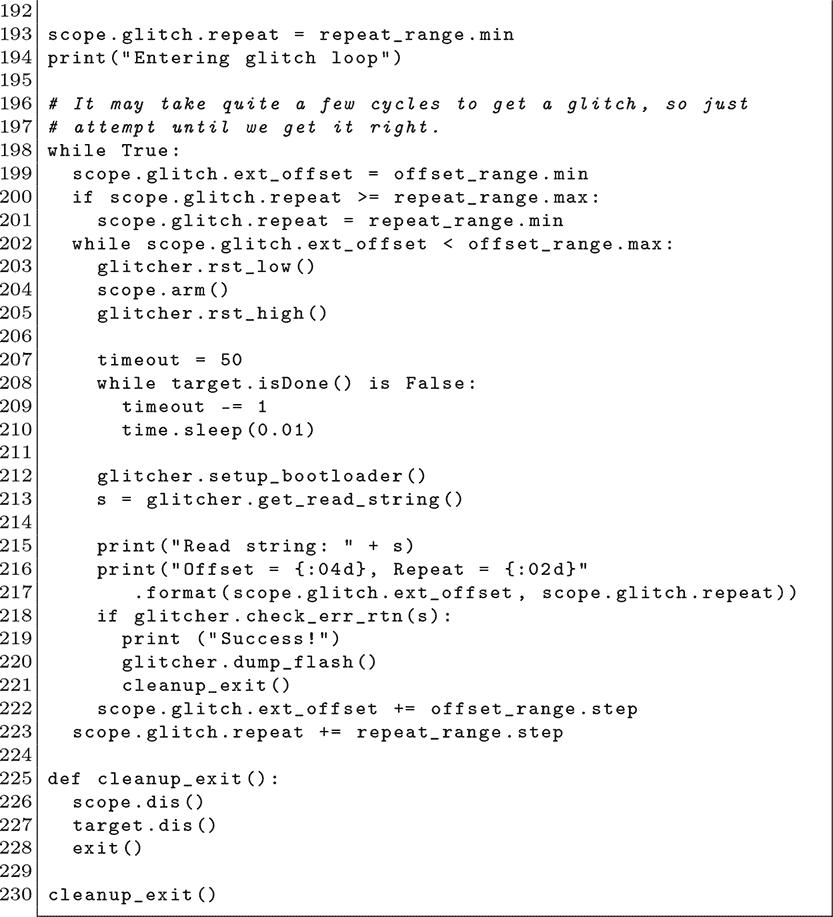 192
193 scope.glitch.repeat = repeat_range.min
194 print("Entering glitch loop")
195
196 # It may take quite a few cycles to get a glitch, so just
197 # attempt until we get it right.
198 while True:
199   scope.glitch.ext_offset = offset_range.min
200   if scope.glitch.repeat >= repeat_range.max:
201     scope.glitch.repeat = repeat_range.min
202   while scope.glitch.ext_offset < offset_range.max:
203     glitcher.rst_low()
204     scope.arm()
205     glitcher.rst_high()
206
207     timeout = 50
208     while target.isDone() is False:
209       timeout -= 1
210       time.sleep(0.01)
211
212     glitcher.setup_bootloader()
213     s = glitcher.get_read_string()
214
215     print("Read string: " + s)
216     print("Offset = {:04d}, Repeat = {:02d}"
217        .format(scope.glitch.ext_offset, scope.glitch.repeat))
218     if glitcher.check_err_rtn(s):
219       print ("Success!")
220       glitcher.dump_flash()
221       cleanup_exit()
222     scope.glitch.ext_offset += offset_range.step
223   scope.glitch.repeat += repeat_range.step
224
225 def cleanup_exit():
226   scope.dis()
227   target.dis()
228   exit()
229
230 cleanup_exit()